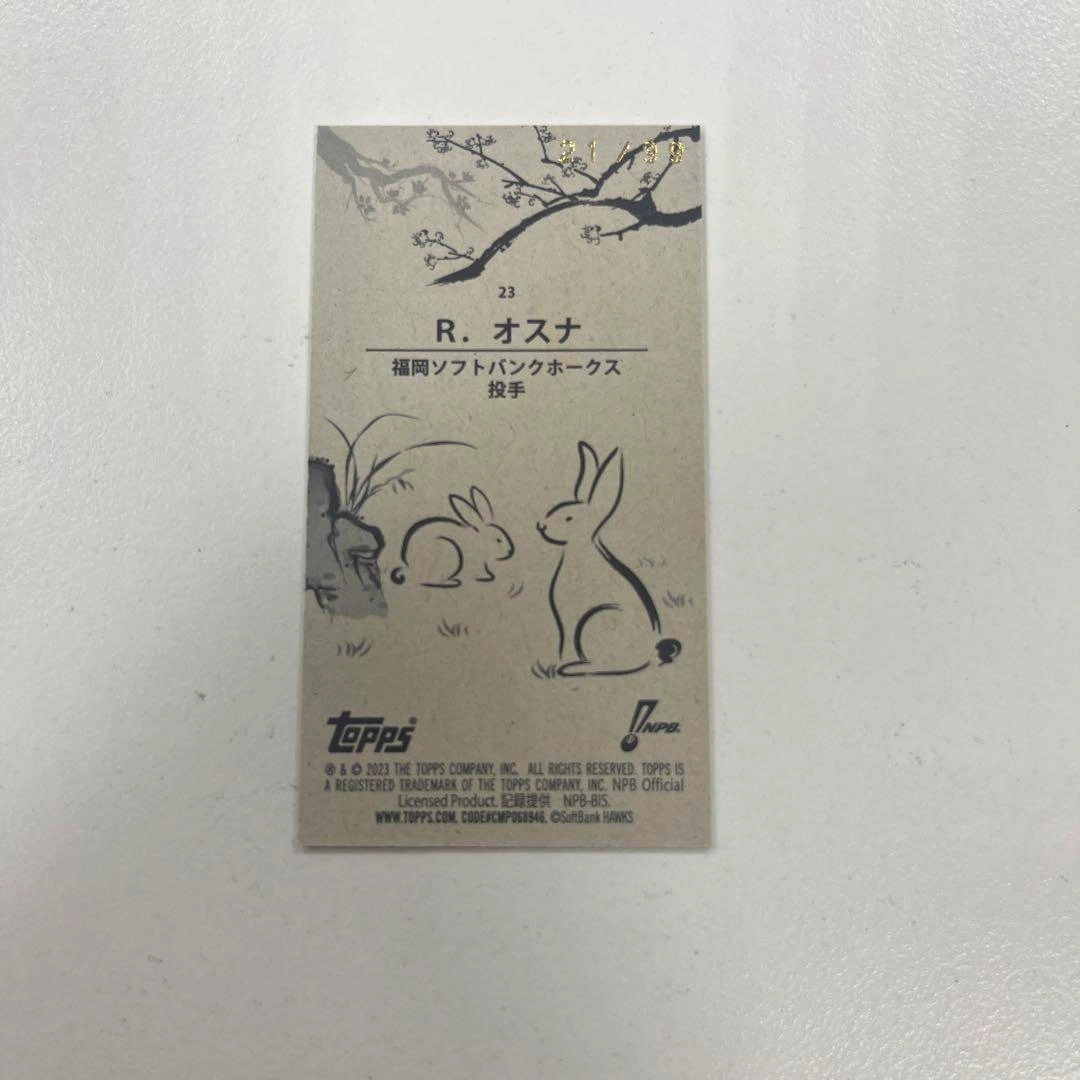 21/99
23
R. オスナ
福岡ソフトバンクホークス
投手
TOPPS®
NPB.
® & © 2023 THE TOPPS COMPANY, INC. ALL RIGHTS RESERVED. TOPPS IS
A REGISTERED TRADEMARK OF THE TOPPS COMPANY, INC. NPB Official
Licensed Product. 記録提供 NPB-BIS.
WWW.TOPPS.COM. CODE#CMP068946. ©SoftBank HAWKS